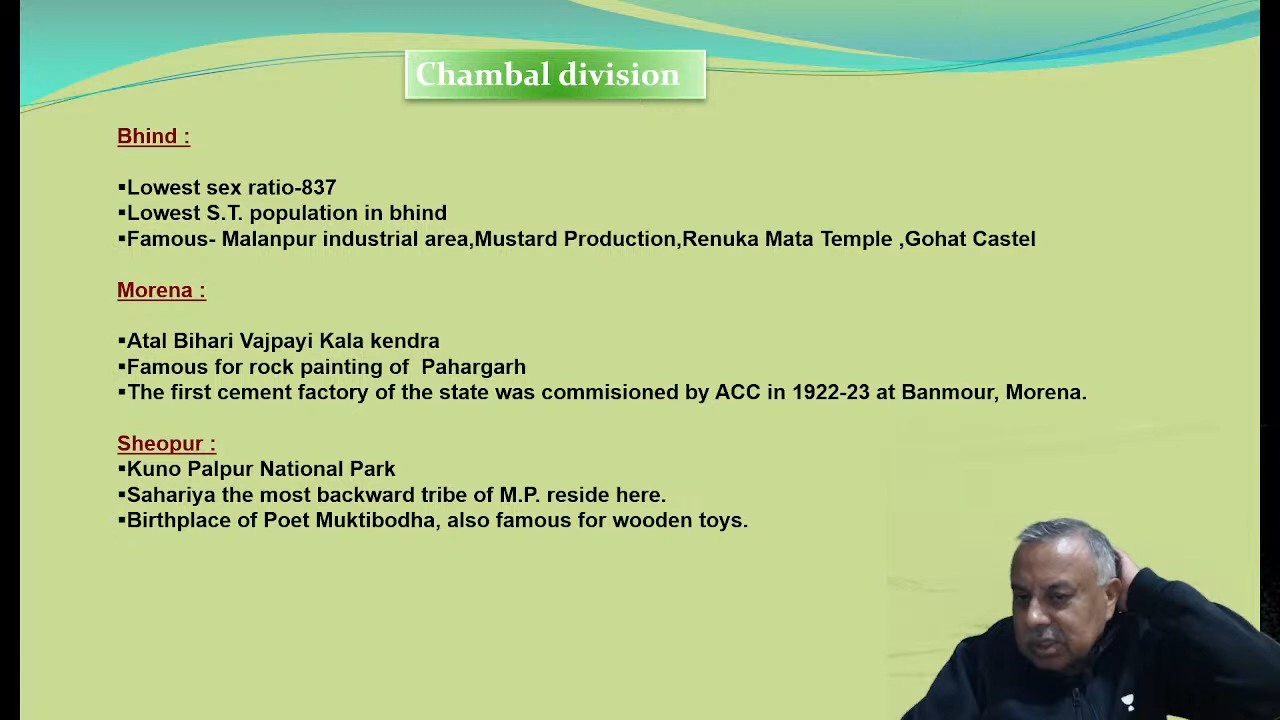 Chambal division
Bhind :
▪Lowest sex ratio-837
▪Lowest S.T. population in bhind
▪Famous- Malanpur industrial area,Mustard Production,Renuka Mata Temple ,Gohat Castel
Morena :
▪Atal Bihari Vajpayi Kala kendra
▪Famous for rock painting of  Pahargarh
▪The first cement factory of the state was commisioned by ACC in 1922-23 at Banmour, Morena.
Sheopur :
▪Kuno Palpur National Park
▪Sahariya the most backward tribe of M.P. reside here.
▪Birthplace of Poet Muktibodha, also famous for wooden toys.